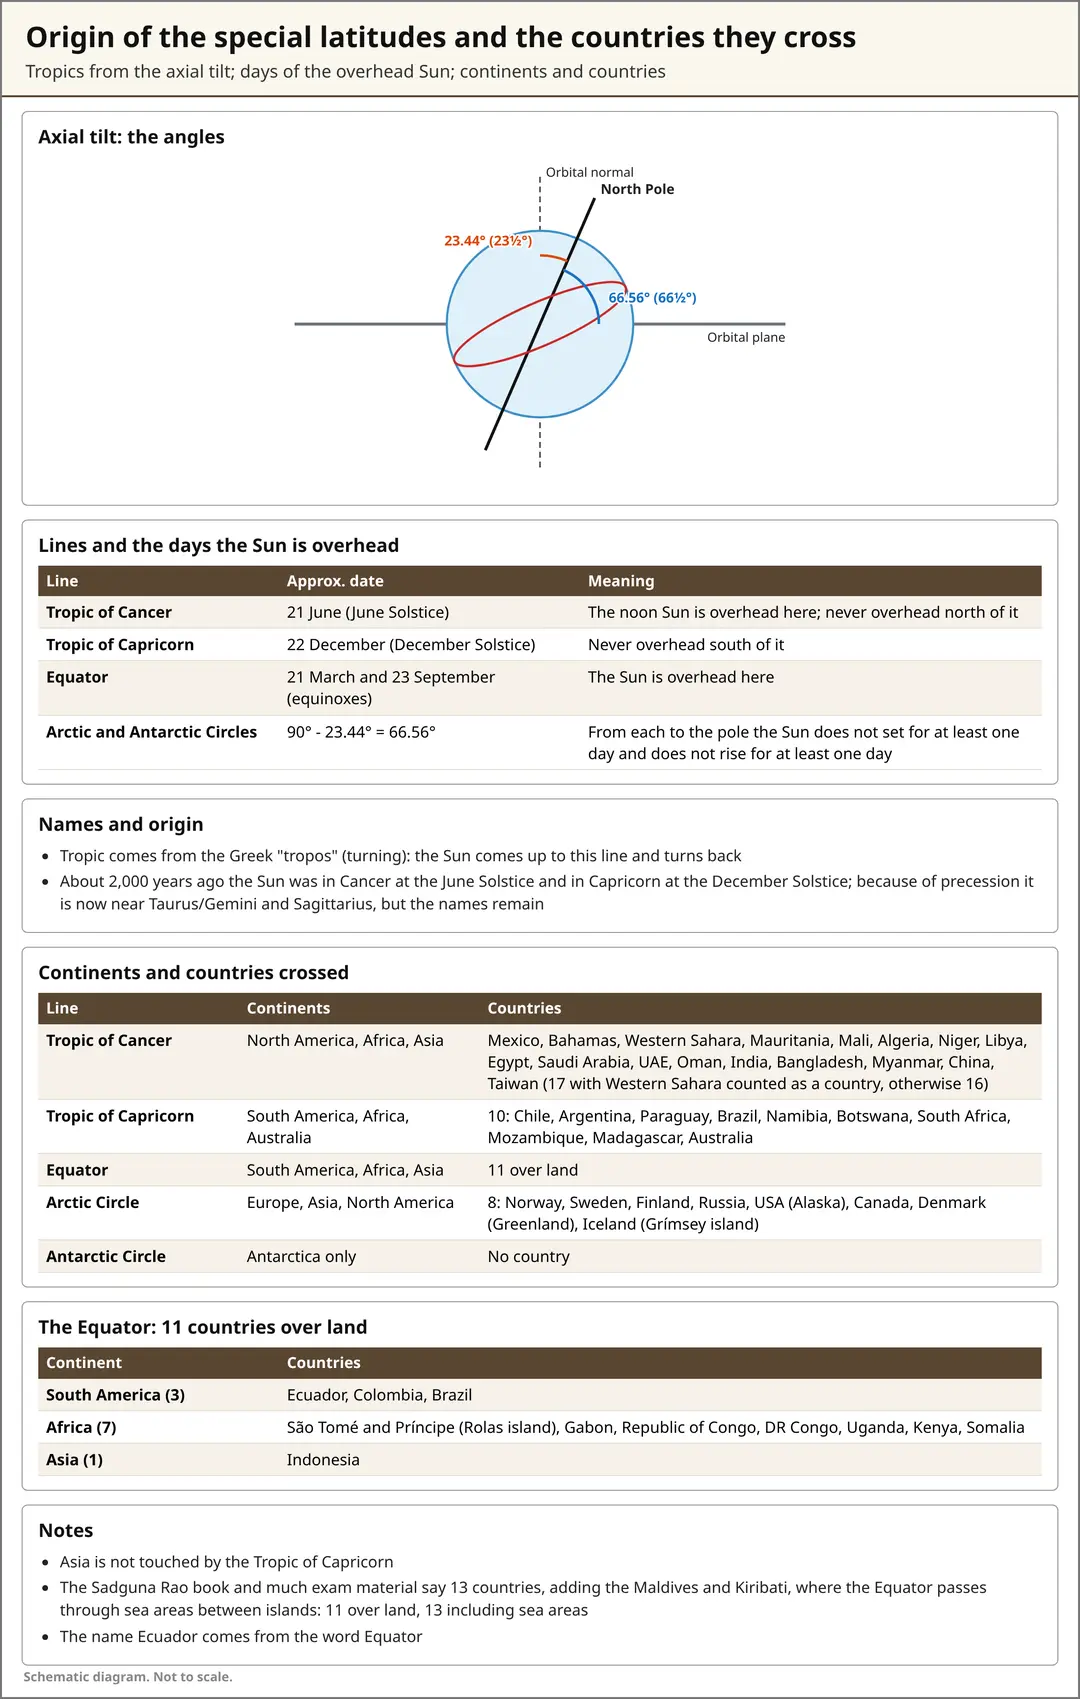 Origin of the special latitudes and the countries they cross
Tropics from the axial tilt; days of the overhead Sun; continents and countries
Axial tilt: the angles
Orbital normal
North Pole
23.44° (23½°)
66.56° (66½°)
Orbital plane
Lines and the days the Sun is overhead
Line Approx. date Meaning
Tropic of Cancer 21 June (June Solstice) The noon Sun is overhead here; never overhead north of it
Tropic of Capricorn 22 December (December Solstice) Never overhead south of it
Equator 21 March and 23 September The Sun is overhead here
(equinoxes)
Arctic and Antarctic Circles 90° - 23.44° = 66.56° From each to the pole the Sun does not set for at least one
day and does not rise for at least one day
Names and origin
• Tropic comes from the Greek "tropos" (turning): the Sun comes up to this line and turns back
• About 2,000 years ago the Sun was in Cancer at the June Solstice and in Capricorn at the December Solstice; because of precession it
is now near Taurus/Gemini and Sagittarius, but the names remain
Continents and countries crossed
Line Continents Countries
Tropic of Cancer North America, Africa, Asia Mexico, Bahamas, Western Sahara, Mauritania, Mali, Algeria, Niger, Libya,
Egypt, Saudi Arabia, UAE, Oman, India, Bangladesh, Myanmar, China,
Taiwan (17 with Western Sahara counted as a country, otherwise 16)
Tropic of Capricorn South America, Africa, 10: Chile, Argentina, Paraguay, Brazil, Namibia, Botswana, South Africa,
Australia Mozambique, Madagascar, Australia
Equator South America, Africa, Asia 11 over land
Arctic Circle Europe, Asia, North America 8: Norway, Sweden, Finland, Russia, USA (Alaska), Canada, Denmark
(Greenland), Iceland (Grímsey island)
Antarctic Circle Antarctica only No country
The Equator: 11 countries over land
Continent Countries
South America (3) Ecuador, Colombia, Brazil
Africa (7) São Tomé and Príncipe (Rolas island), Gabon, Republic of Congo, DR Congo, Uganda, Kenya, Somalia
Asia (1) Indonesia
Notes
• Asia is not touched by the Tropic of Capricorn
• The Sadguna Rao book and much exam material say 13 countries, adding the Maldives and Kiribati, where the Equator passes
through sea areas between islands: 11 over land, 13 including sea areas
• The name Ecuador comes from the word Equator
Schematic diagram. Not to scale.